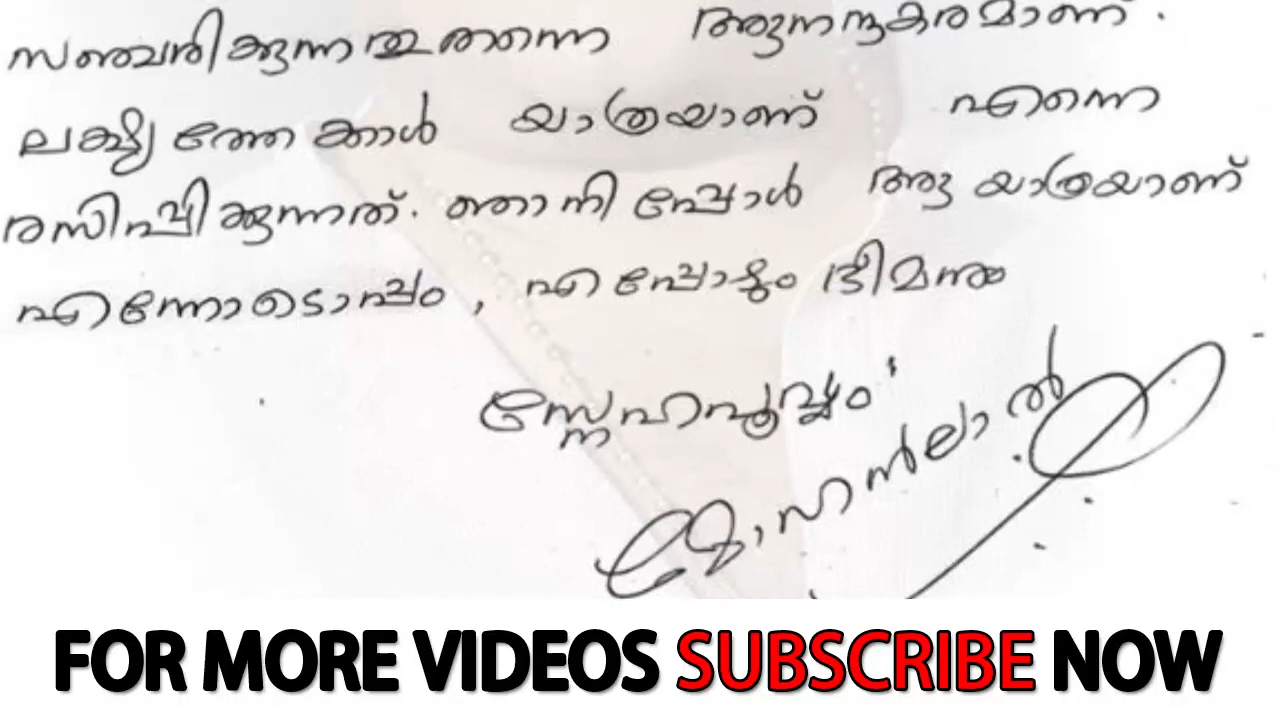 സഞ്ചരിക്കുന്നതു തന്നെ ആനന്ദകരമാണ്.
ലക്ഷ്യത്തേക്കാൾ യാത്രയാണ് എന്നെ
രസിപ്പിക്കുന്നത്. ഞാനിപ്പോൾ ആ യാത്രയാണ്
എന്നോടൊപ്പം, എപ്പോഴും ഭീമനും
സ്നേഹപൂർവ്വം
മോഹൻലാൽ
FOR MORE VIDEOS SUBSCRIBE NOW